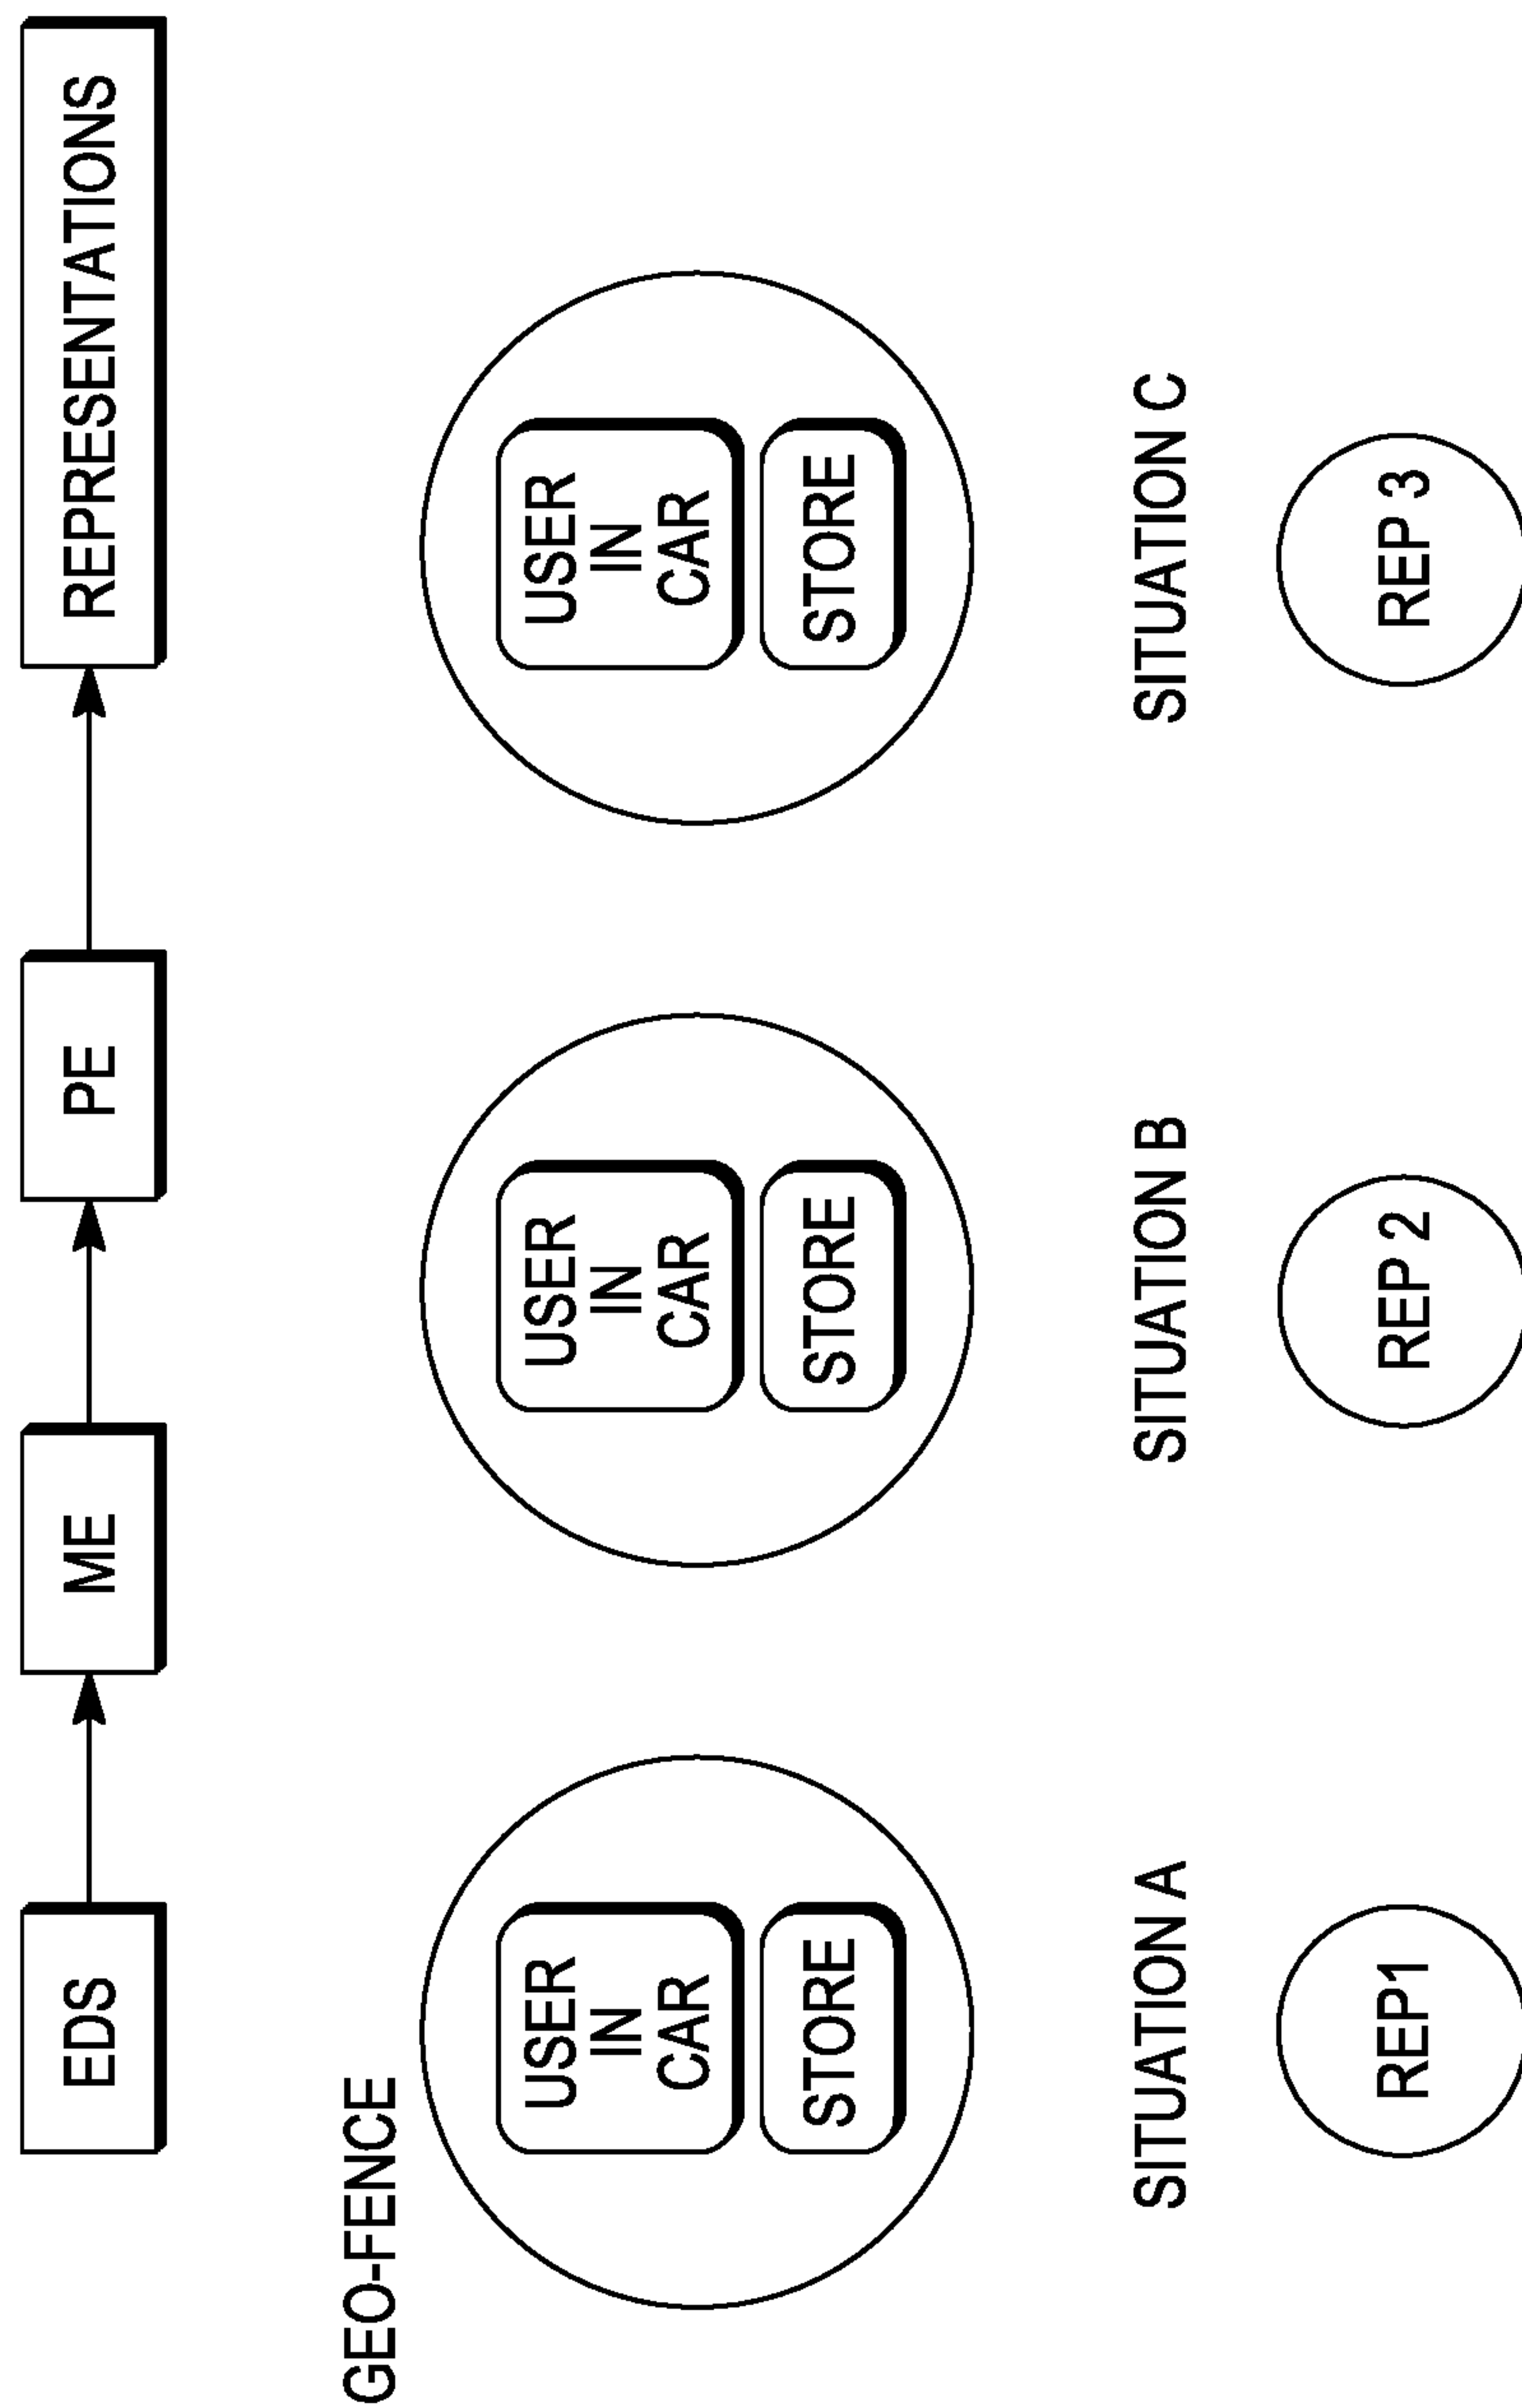 EDS
ME
PE
REPRESENTATIONS
GEO-FENCE
USER
IN
CAR
STORE
USER
IN
CAR
STORE
USER
IN
CAR
STORE
SITUATION A
SITUATION B
SITUATION C
REP1
REP 2
REP 3